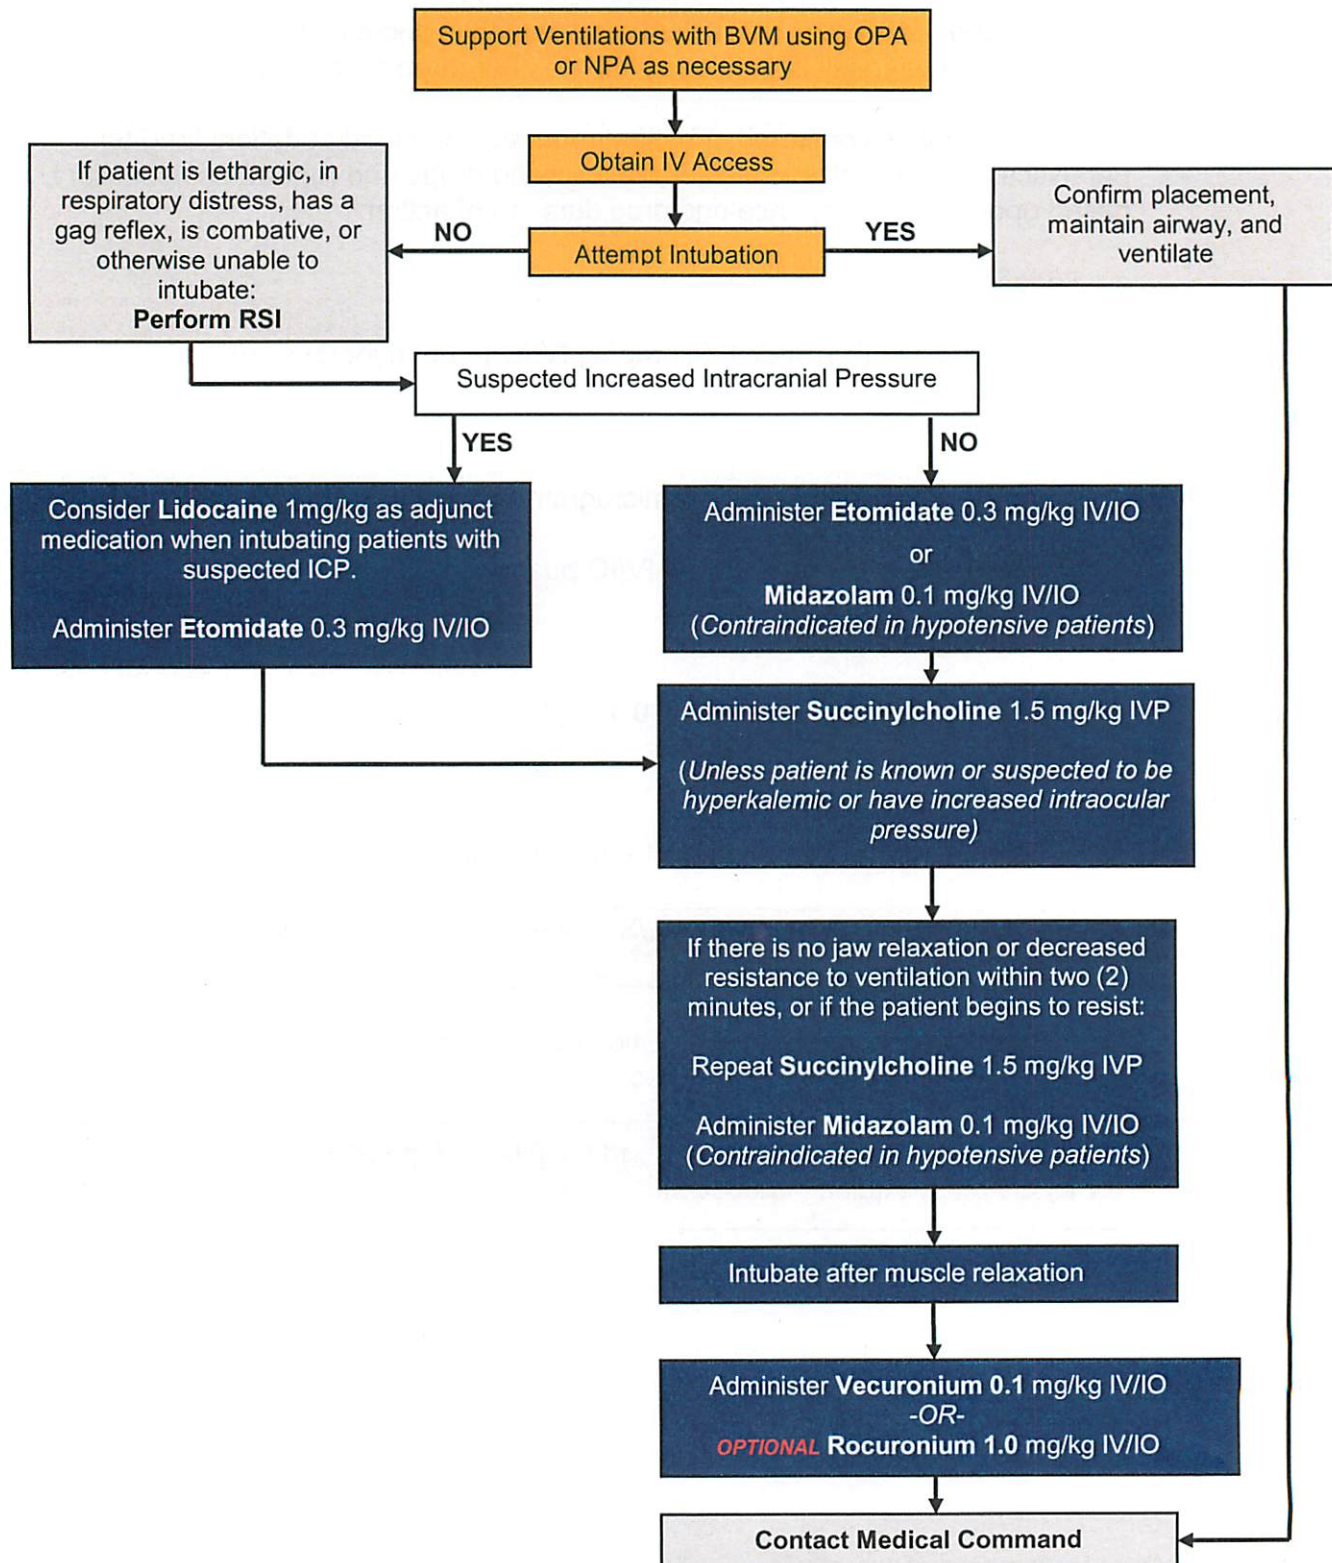 Support Ventilations with BVM using OPA
or NPA as necessary
Obtain IV Access
If patient is lethargic, in
respiratory distress, has a
gag reflex, is combative, or
otherwise unable to
intubate:
Perform RSI
NO
Attempt Intubation
YES
Confirm placement,
maintain airway, and
ventilate
Suspected Increased Intracranial Pressure
YES
NO
Consider Lidocaine 1mg/kg as adjunct
medication when intubating patients with
suspected ICP.
Administer Etomidate 0.3 mg/kg IV/IO
Administer Etomidate 0.3 mg/kg IV/IO
or
Midazolam 0.1 mg/kg IV/IO
(Contraindicated in hypotensive patients)
Administer Succinylcholine 1.5 mg/kg IVP
(Unless patient is known or suspected to be
hyperkalemic or have increased intraocular
pressure)
If there is no jaw relaxation or decreased
resistance to ventilation within two (2)
minutes, or if the patient begins to resist:
Repeat Succinylcholine 1.5 mg/kg IVP
Administer Midazolam 0.1 mg/kg IV/IO
(Contraindicated in hypotensive patients)
Intubate after muscle relaxation
Administer Vecuronium 0.1 mg/kg IV/IO
-OR-
OPTIONAL Rocuronium 1.0 mg/kg IV/IO
Contact Medical Command